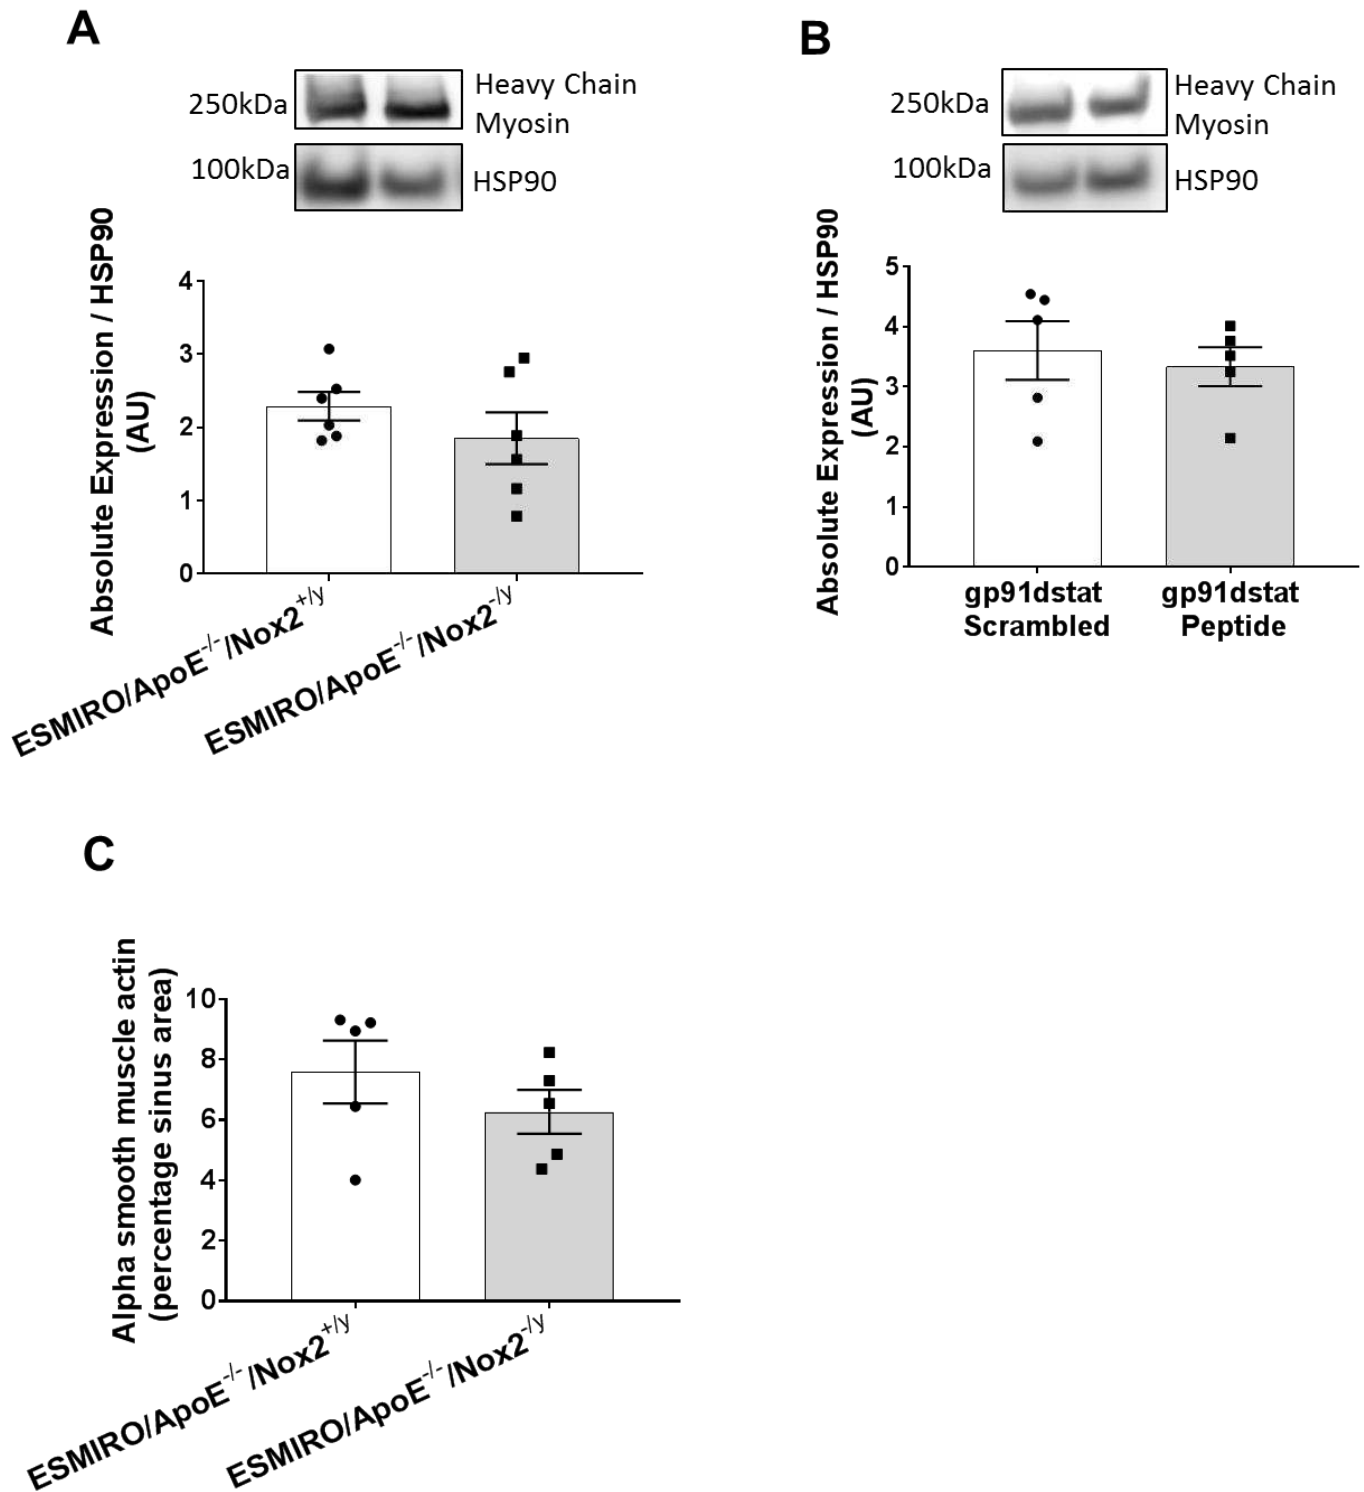 A
250kDa
Heavy Chain
Myosin
100kDa
HSP90
Absolute Expression / HSP90
(AU)
4
3
2
1
0
ESMIRO/ApoE-/-/Nox2+/y
ESMIRO/ApoE-/-/Nox2-/y
B
250kDa
Heavy Chain
Myosin
100kDa
HSP90
Absolute Expression / HSP90
(AU)
5
4
3
2
1
0
gp91dstat
Scrambled
gp91dstat
Peptide
C
Alpha smooth muscle actin
(percentage sinus area)
10
8
6
4
2
0
ESMIRO/ApoE-/-/Nox2+/y
ESMIRO/ApoE-/-/Nox2-/y